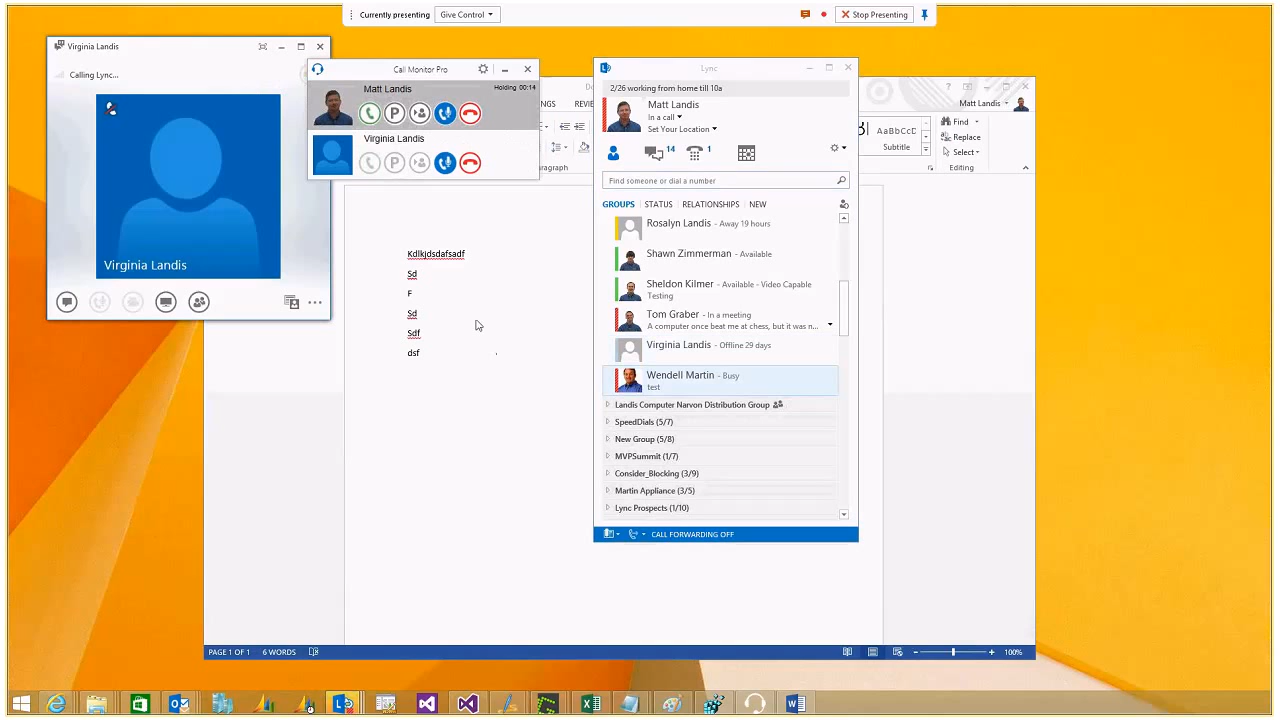 Currently presenting
Give Control
Stop Presenting
Virginia Landis
Calling Lync...
Virginia Landis
Call Monitor Pro
Matt Landis
Holding 00:14
P
Virginia Landis
P
Lync
2/26 working from home till 10a
Matt Landis
In a call
Set Your Location
14
1
Find someone or dial a number
GROUPS
STATUS
RELATIONSHIPS
NEW
Rosalyn Landis - Away 19 hours
Shawn Zimmerman - Available
Sheldon Kilmer - Available - Video Capable
Testing
Tom Graber - In a meeting
A computer once beat me at chess, but it was n...
Virginia Landis - Offline 29 days
Wendell Martin - Busy
test
Landis Computer Narvon Distribution Group
SpeedDials (5/7)
New Group (5/8)
MVPSummit (1/7)
Consider_Blocking (3/9)
Martin Appliance (3/5)
Lync Prospects (1/10)
CALL FORWARDING OFF
NGS
REVIE
Matt Landis
AaBbCcD
Subtitle
Find
Replace
Select
aragraph
Editing
Kdlkjdsdafsadf
Sd
F
Sd
Sdf
dsf
PAGE 1 OF 1
6 WORDS
100%